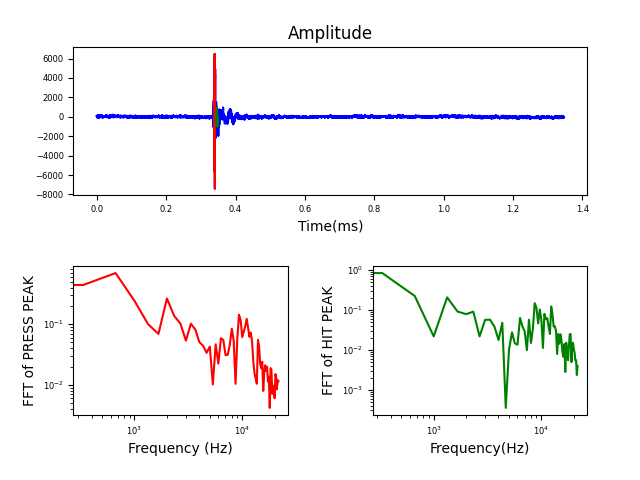 Amplitude
6000
4000
2000
0
−2000
−4000
−6000
−8000
0.0 0.2 0.4 0.6 0.8 1.0 1.2 1.4
Time(ms)
FFT of PRESS PEAK
10⁻¹
10⁻²
10³ 10⁴
Frequency (Hz)
FFT of HIT PEAK
10⁰
10⁻¹
10⁻²
10⁻³
10³ 10⁴
Frequency(Hz)